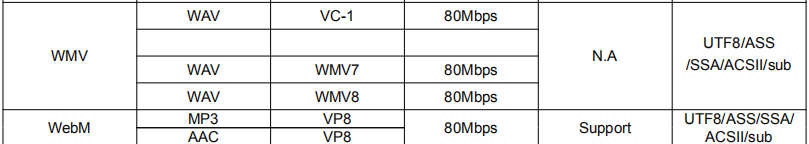 WAV VC-1 80Mbps
WMV N.A UTF8/ASS
/SSA/ACSII/sub
WAV WMV7 80Mbps
WAV WMV8 80Mbps
WebM MP3 VP8 80Mbps Support UTF8/ASS/SSA/
AAC VP8 ACSII/sub